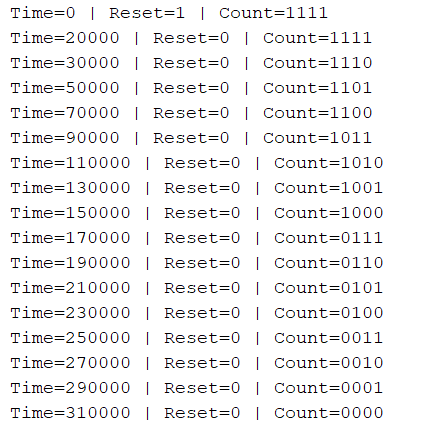 Time=0 | Reset=1 | Count=1111
Time=20000 | Reset=0 | Count=1111
Time=30000 | Reset=0 | Count=1110
Time=50000 | Reset=0 | Count=1101
Time=70000 | Reset=0 | Count=1100
Time=90000 | Reset=0 | Count=1011
Time=110000 | Reset=0 | Count=1010
Time=130000 | Reset=0 | Count=1001
Time=150000 | Reset=0 | Count=1000
Time=170000 | Reset=0 | Count=0111
Time=190000 | Reset=0 | Count=0110
Time=210000 | Reset=0 | Count=0101
Time=230000 | Reset=0 | Count=0100
Time=250000 | Reset=0 | Count=0011
Time=270000 | Reset=0 | Count=0010
Time=290000 | Reset=0 | Count=0001
Time=310000 | Reset=0 | Count=0000